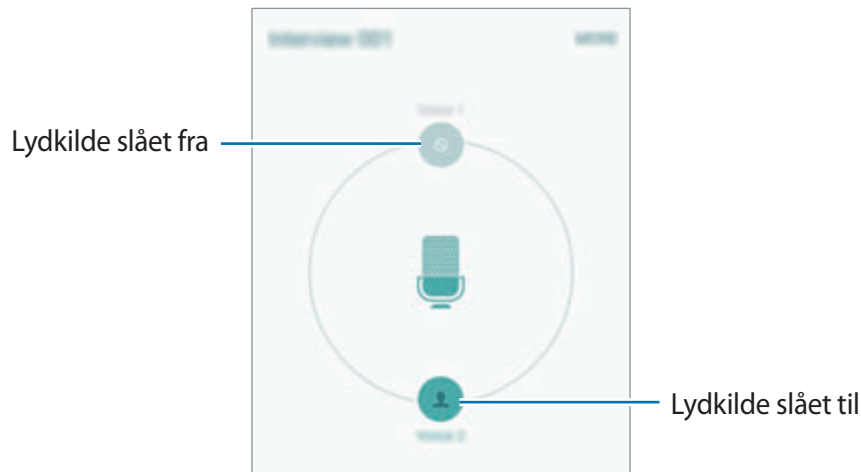 Interview 001
MORE
Voice 1
Lydkilde slået fra
Lydkilde slået til
Voice 2